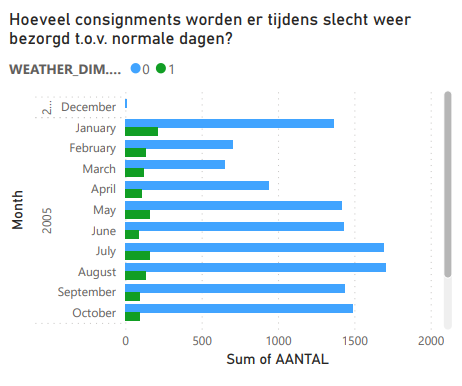 Hoeveel consignments worden er tijdens slecht weer
bezorgd t.o.v. normale dagen?
WEATHER_DIM.... 0 1
2... December
January
February
March
April
May
June
July
August
September
October
2005
Month
0 500 1000 1500 2000
Sum of AANTAL